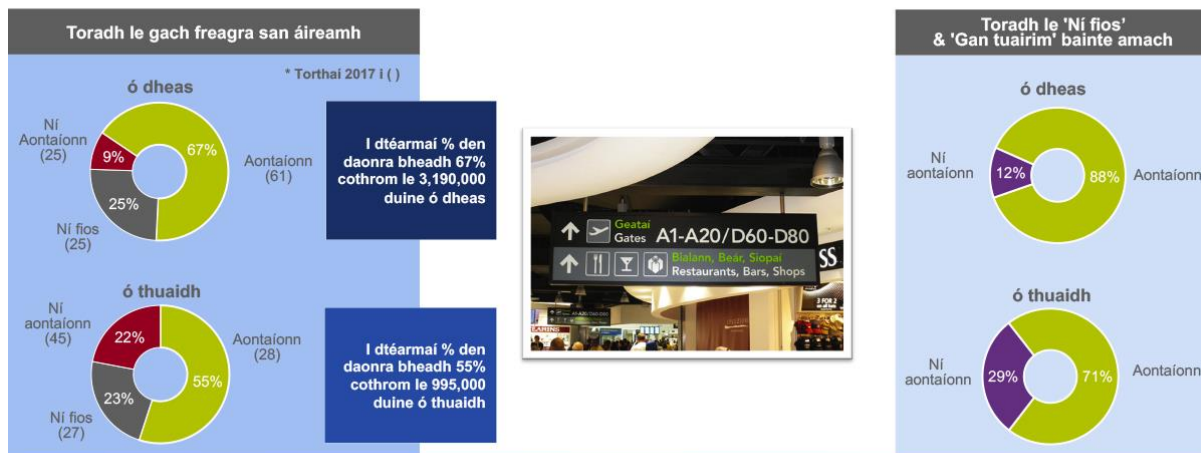 Toradh le gach freagra san áireamh
* Torthaí 2017 i ( )
ó dheas
Ní
Aontaíonn
(25)
9%
67%
Aontaíonn
(61)
25%
Ní fios
(25)
I dtéarmaí % den
daonra bheadh 67%
cothrom le 3,190,000
duine ó dheas
ó thuaidh
Ní
aontaíonn
(45)
22%
Aontaíonn
(28)
55%
23%
Ní fios
(27)
I dtéarmaí % den
daonra bheadh 55%
cothrom le 995,000
duine ó thuaidh
Geataí
Gates A1-A20/D60-D80
Bialann, Beár, Siopaí
Restaurants, Bars, Shops
SS
3 FOR 2
Toradh le 'Ní fios’
& 'Gan tuairim' bainte amach
ó dheas
Ní
aontaíonn
12%
88%
Aontaíonn
ó thuaidh
Ní
aontaíonn
29%
71%
Aontaíonn